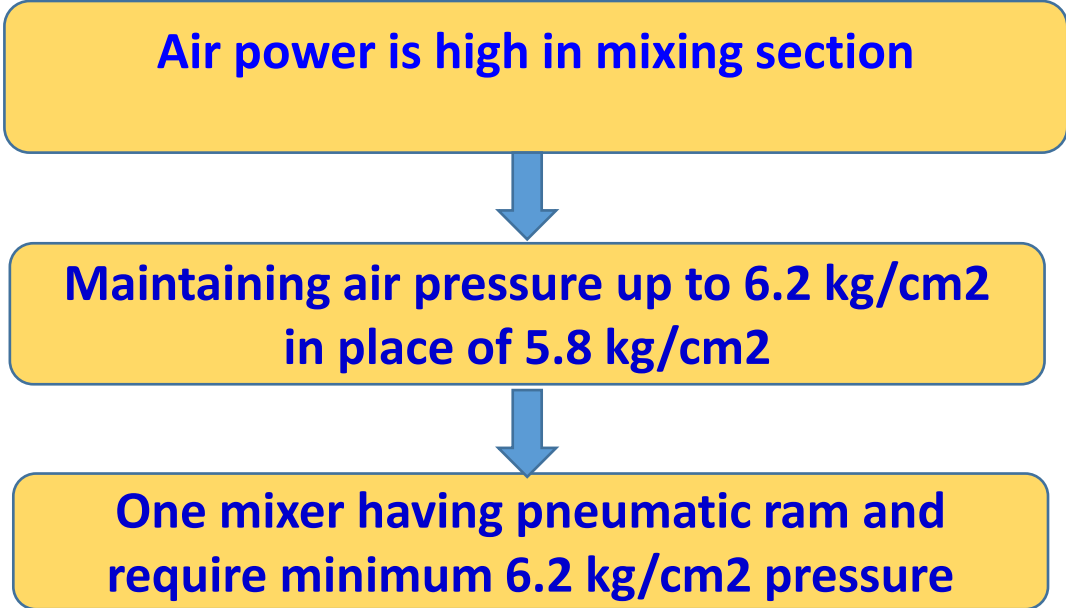 Air power is high in mixing section
Maintaining air pressure up to 6.2 kg/cm2
in place of 5.8 kg/cm2
One mixer having pneumatic ram and
require minimum 6.2 kg/cm2 pressure